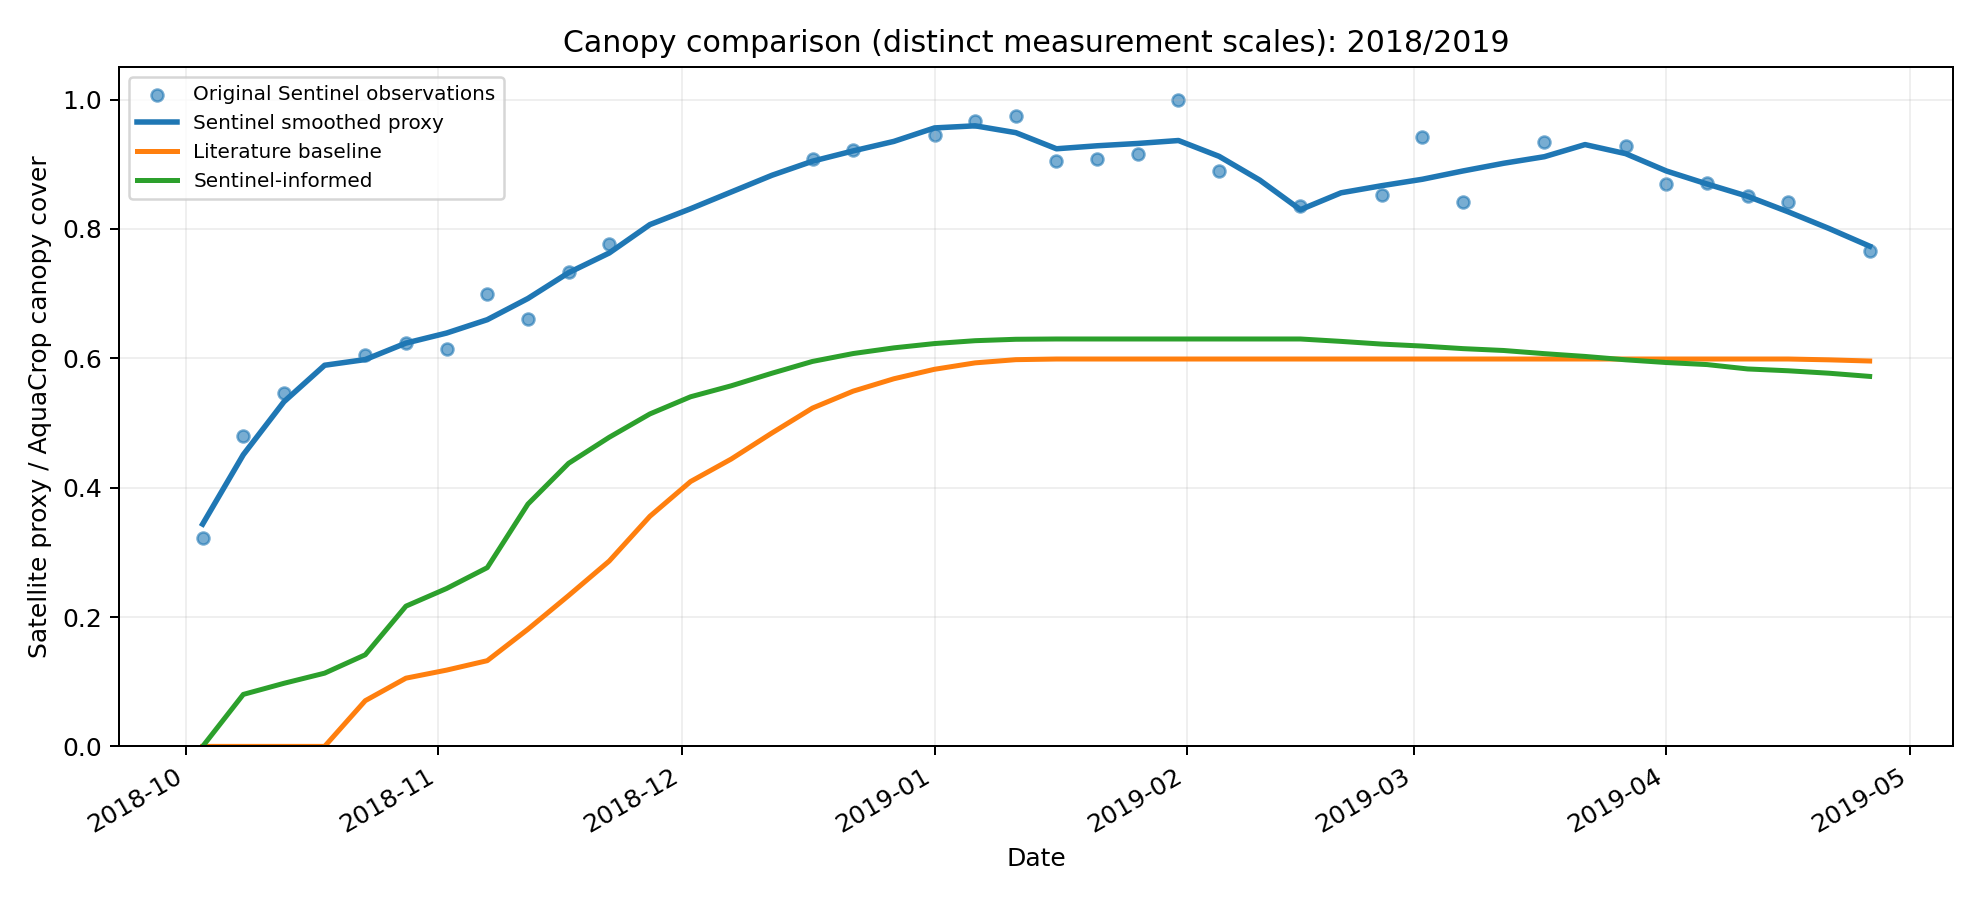 Canopy comparison (distinct measurement scales): 2018/2019
Original Sentinel observations
Sentinel smoothed proxy
Literature baseline
Sentinel-informed
Satellite proxy / AquaCrop canopy cover
1.0
0.8
0.6
0.4
0.2
0.0
2018-10
2018-11
2018-12
2019-01
2019-02
2019-03
2019-04
2019-05
Date